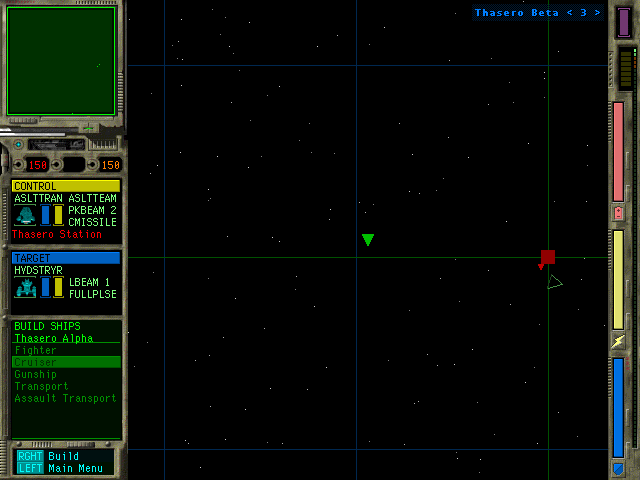 Thasero Beta < 3 >
150 150
CONTROL
ASLTTRAN ASLTTEAM
PKBEAM 2
CMISSILE
Thasero Station
TARGET
HVDSTRYR
LBEAM 1
FULLPLSE
BUILD SHIPS
Thasero Alpha
Fighter
Cruiser
Gunship
Transport
Assault Transport
RGHT Build
LEFT Main Menu